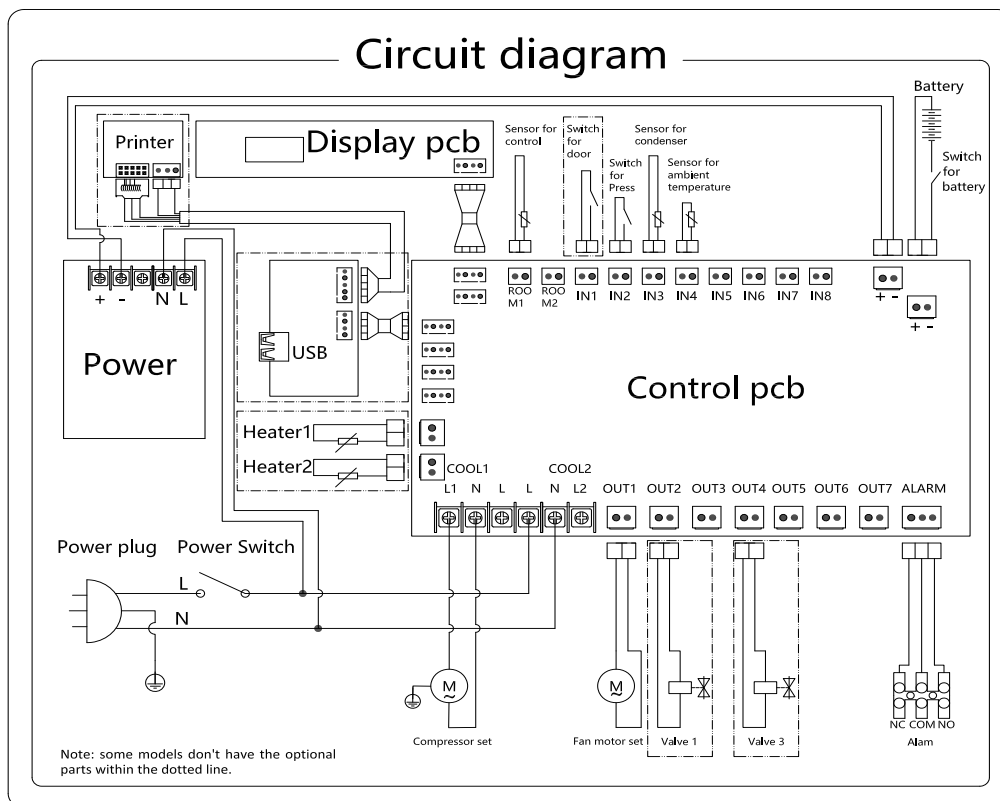 Circuit diagram
Printer
Display pcb
Sensor for
control
Switch
for
door
Switch
for
Press
Sensor for
condenser
Sensor for
ambient
temperature
Battery
Switch
for
battery
+ - N L
Power
USB
ROO
M1
ROO
M2
IN1 IN2 IN3 IN4 IN5 IN6 IN7 IN8
+ -
+ -
Control pcb
Heater1
Heater2
COOL1 COOL2
L1 N L L N L2 OUT1 OUT2 OUT3 OUT4 OUT5 OUT6 OUT7 ALARM
Power plug Power Switch
L
N
M
~
M
~
NC COM NO
Compressor set
Fan motor set
Valve 1
Valve 3
Alam
Note: some models don't have the optional
parts within the dotted line.